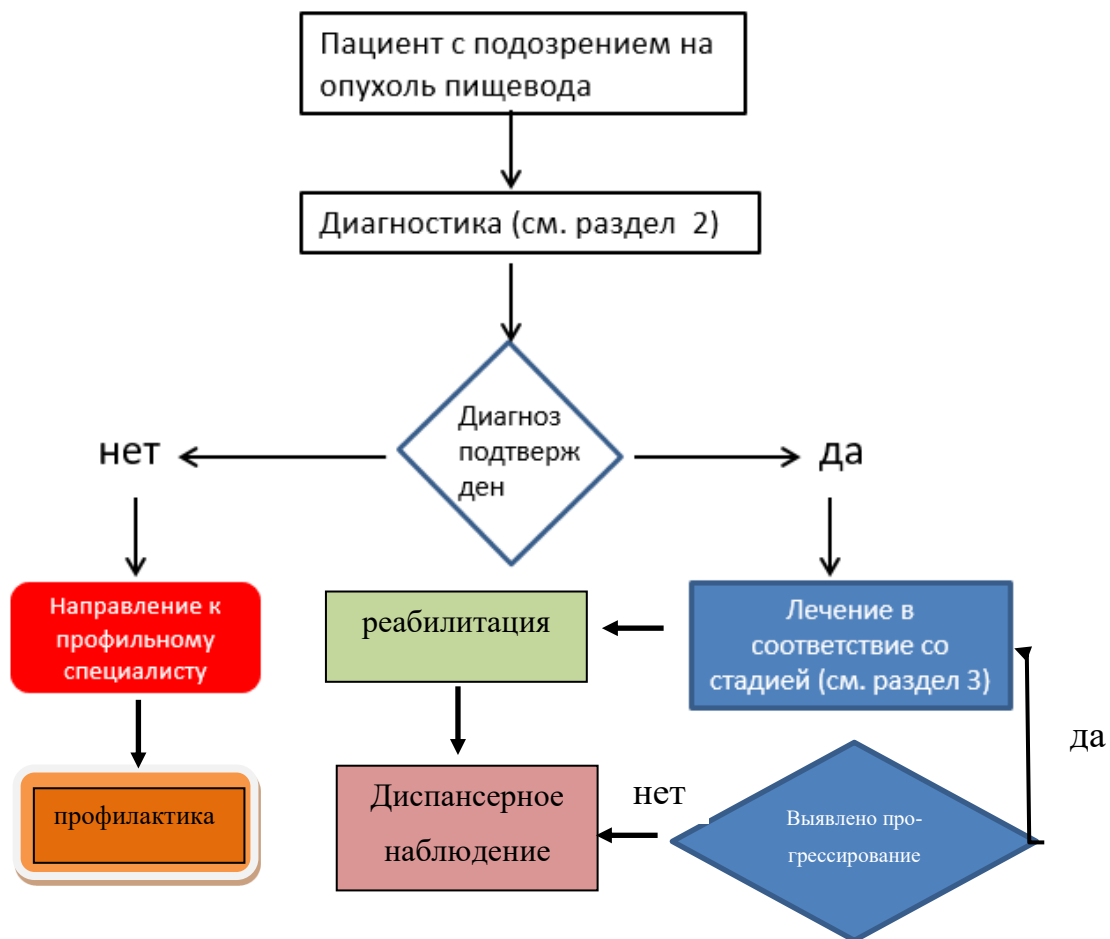 Пациент с подозрением на
опухоль пищевода
Диагностика (см. раздел 2)
Диагноз
подтверж
ден
нет
да
Направление к
профильному
специалисту
реабилитация
Лечение в
соответствие со
стадией (см. раздел 3)
да
профилактика
Диспансерное
наблюдение
нет
Выявлено про-
грессирование